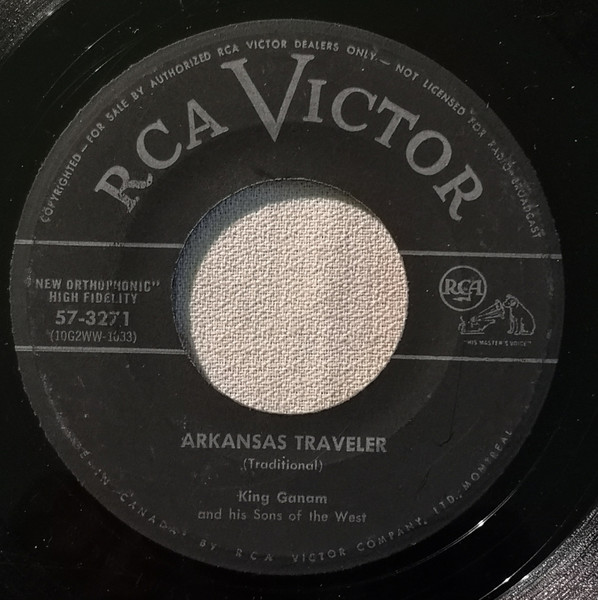 COPYRIGHTED — FOR SALE BY AUTHORIZED RCA VICTOR DEALERS ONLY — NOT LICENSED FOR RADIO BROADCAST
RCA VICTOR
"NEW ORTHOPHONIC"
HIGH FIDELITY
57-3271
(10G2WW-1033)
RCA
"HIS MASTER'S VOICE"
ARKANSAS TRAVELER
(Traditional)
King Ganam
and his Sons of the West
MADE IN CANADA BY RCA VICTOR COMPANY, LTD., MONTREAL